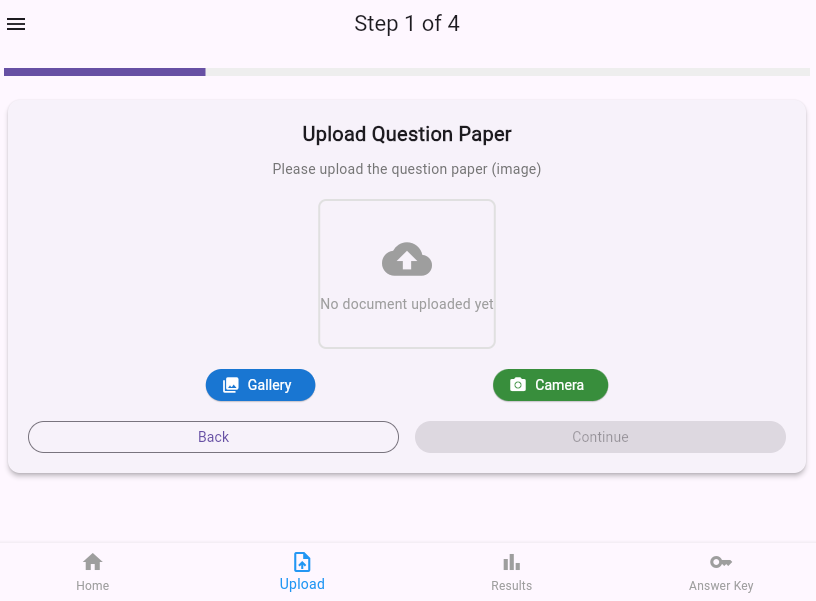 Step 1 of 4
Upload Question Paper
Please upload the question paper (image)
No document uploaded yet
Gallery
Camera
Back
Continue
Home
Upload
Results
Answer Key